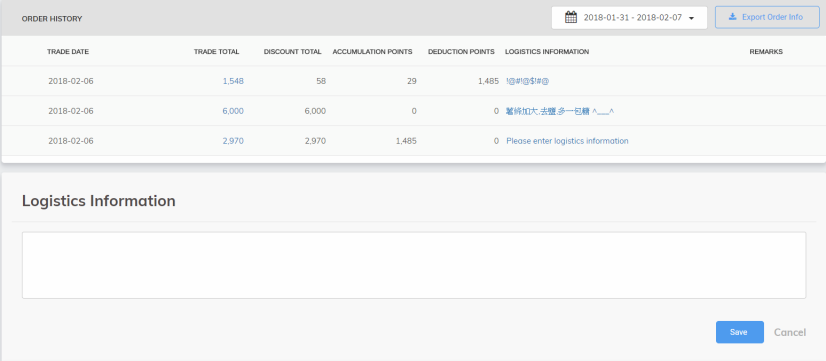 ORDER HISTORY 2018-01-31 - 2018-02-07 Export Order Info
TRADE DATE TRADE TOTAL DISCOUNT TOTAL ACCUMULATION POINTS DEDUCTION POINTS LOGISTICS INFORMATION REMARKS
2018-02-06 1,548 58 29 1,485 !@#!@$!#@
2018-02-06 6,000 6,000 0 0 薯條加大,去鹽,多一包糖 ^___^
2018-02-06 2,970 2,970 1,485 0 Please enter logistics information
Logistics Information
Save Cancel